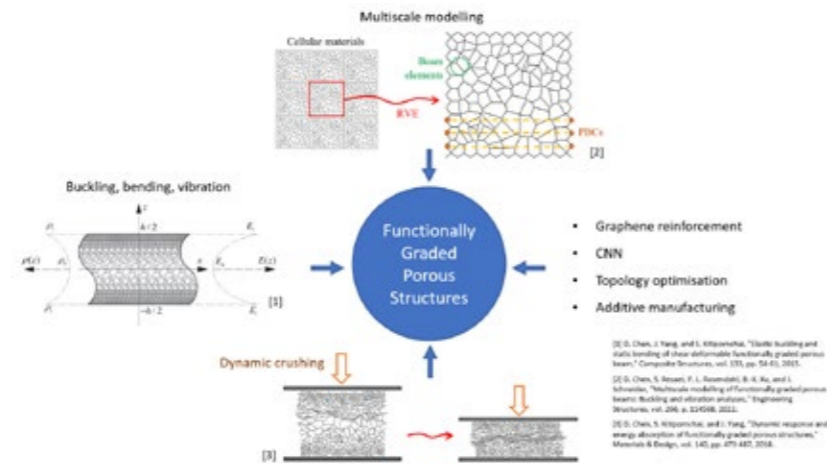 Multiscale modelling
Cellular materials
Beam
elements
RVE
PBCs
[2]
Buckling, bending, vibration
z
h/2
E(z)
-h/2
[1]
Functionally
Graded
Porous
Structures
• Graphene reinforcement
• CNN
• Topology optimisation
• Additive manufacturing
Dynamic crushing
[3]
[1] D. Chen, J. Yang, and S. Kitipornchai, "Elastic buckling and
static bending of shear deformable functionally graded porous
beam," Composite Structures, vol. 133, pp. 54-61, 2015.
[2] D. Chen, S. Rezaei, P. L. Rosendahl, B.-X. Xu, and J.
Schneider, "Multiscale modelling of functionally graded porous
beams: Buckling and vibration analyses," Engineering
Structures, vol. 266, p. 114568, 2022.
[3] D. Chen, S. Kitipornchai, and J. Yang, "Dynamic response and
energy absorption of functionally graded porous structures,"
Materials & Design, vol. 140, pp. 473-487, 2018.